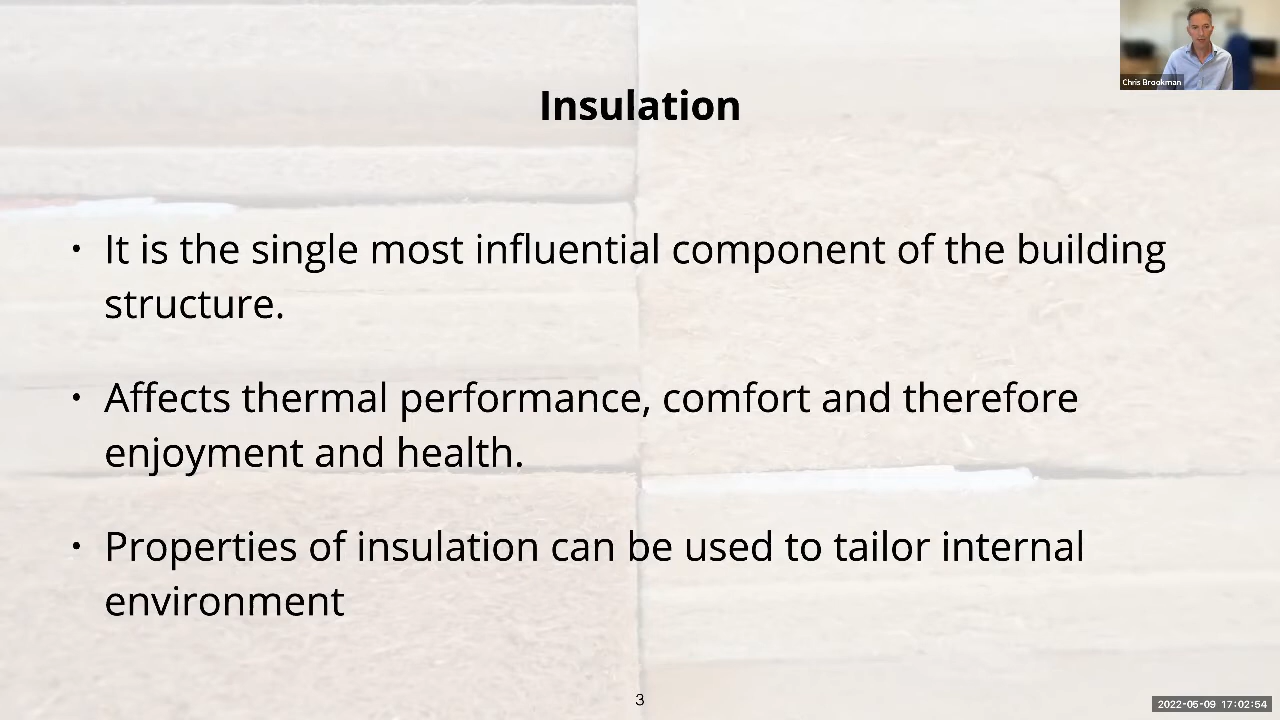 Chris Brookman
Insulation
• It is the single most influential component of the building
structure.
• Affects thermal performance, comfort and therefore
enjoyment and health.
• Properties of insulation can be used to tailor internal
environment
3
2022-05-09 17:02:54